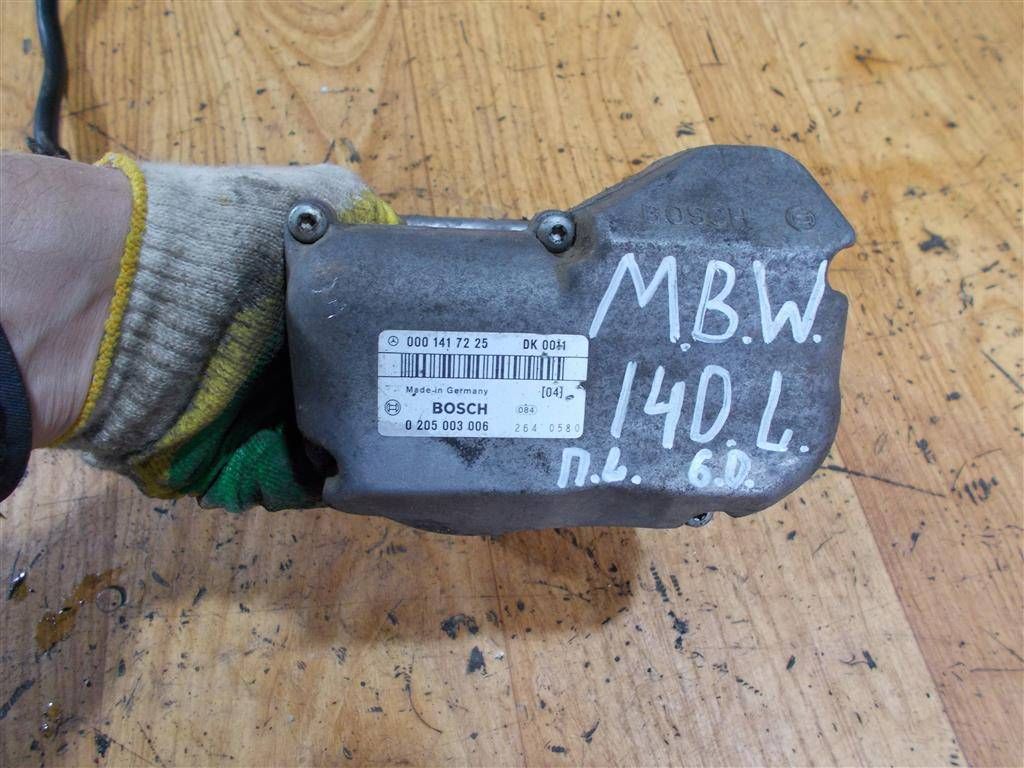 BOSCH
000 141 72 25 DK 0011
Made in Germany [04]
BOSCH 084
0 205 003 006 264 0580
M.B.W.
140.L.
П.L. 6.D.